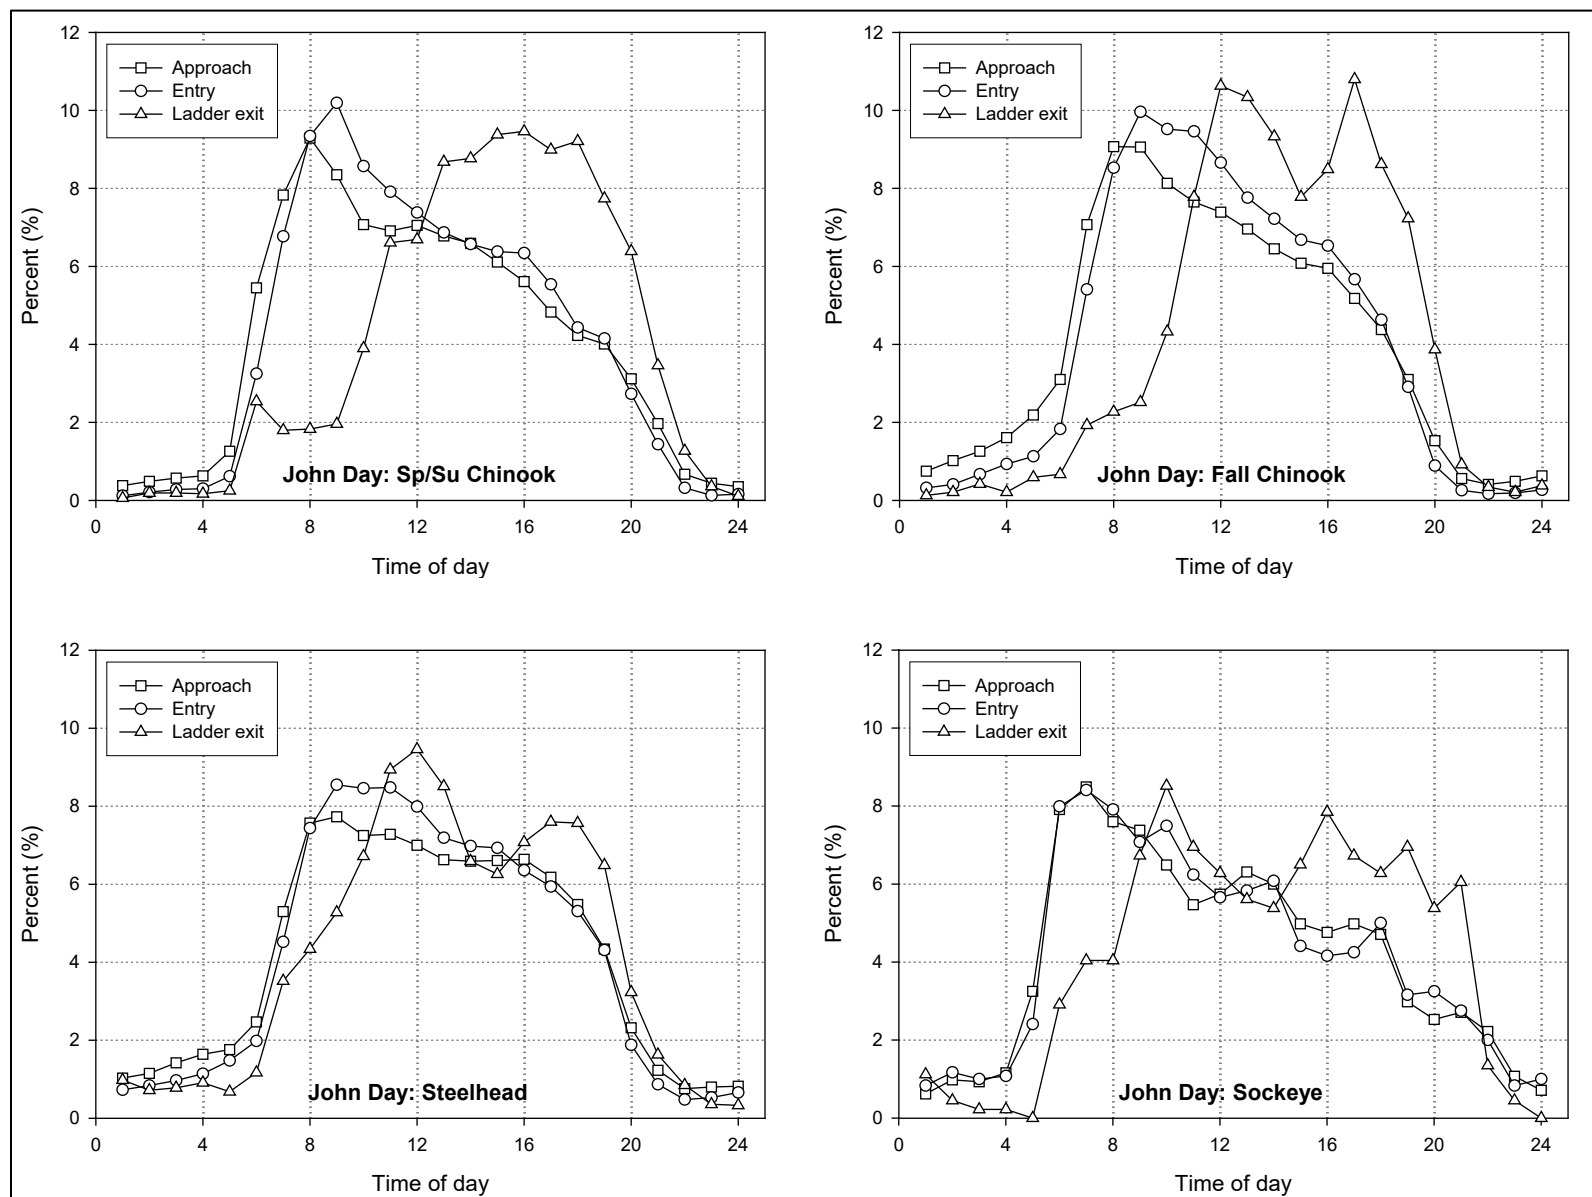 12
10
8
6
4
2
0
Percent (%)
Approach
Entry
Ladder exit
John Day: Sp/Su Chinook
0 4 8 12 16 20 24
Time of day
12
10
8
6
4
2
0
Percent (%)
Approach
Entry
Ladder exit
John Day: Fall Chinook
0 4 8 12 16 20 24
Time of day
12
10
8
6
4
2
0
Percent (%)
Approach
Entry
Ladder exit
John Day: Steelhead
0 4 8 12 16 20 24
Time of day
12
10
8
6
4
2
0
Percent (%)
Approach
Entry
Ladder exit
John Day: Sockeye
0 4 8 12 16 20 24
Time of day